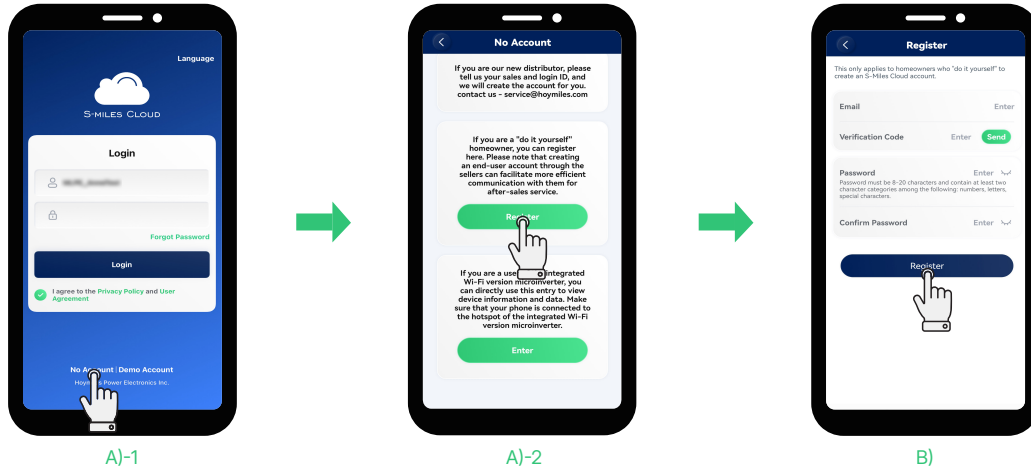 Language
S-MILES CLOUD
Login
Forgot Password
Login
I agree to the Privacy Policy and User
Agreement
No Account | Demo Account
Hoymiles Power Electronics Inc.
A)-1
No Account
If you are our new distributor, please
tell us your sales and login ID, and
we will create the account for you.
contact us - service@hoymiles.com
If you are a "do it yourself"
homeowner, you can register
here. Please note that creating
an end-user account through the
sellers can facilitate more efficient
communication with them for
after-sales service.
Register
If you are a user integrated
Wi-Fi version microinverter, you
can directly use this entry to view
device information and data. Make
sure that your phone is connected to
the hotspot of the integrated Wi-Fi
version microinverter.
Enter
A)-2
Register
This only applies to homeowners who "do it yourself" to
create an S-Miles Cloud account.
Email Enter
Verification Code Enter Send
Password Enter
Password must be 8-20 characters and contain at least two
character categories among the following: numbers, letters,
special characters.
Confirm Password Enter
Register
B)